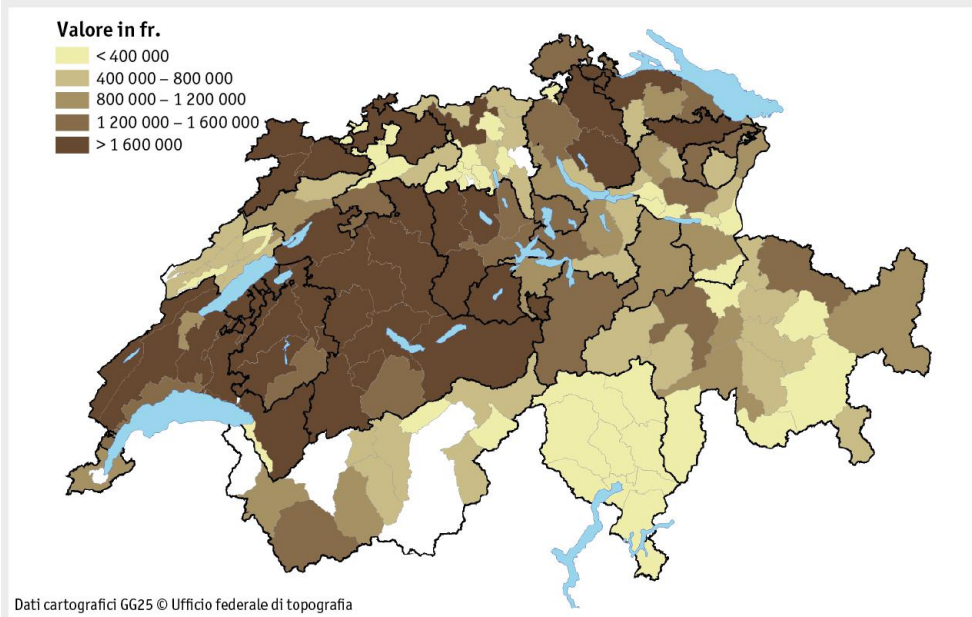 Valore in fr.
< 400 000
400 000 – 800 000
800 000 – 1 200 000
1 200 000 – 1 600 000
> 1 600 000
Dati cartografici GG25 © Ufficio federale di topografia